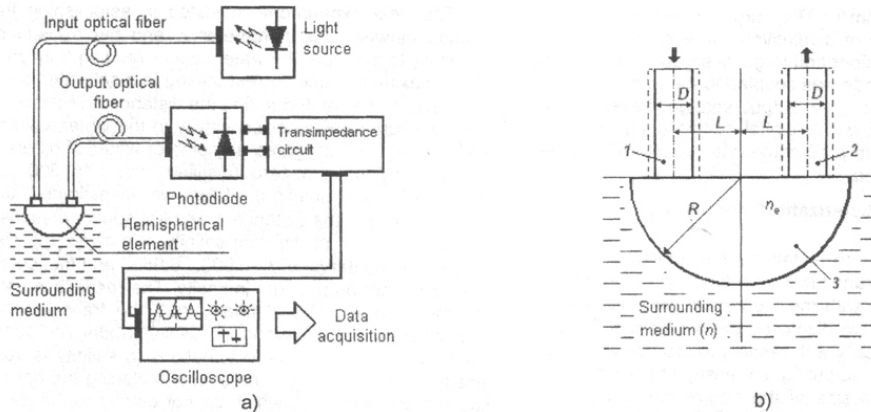 Input optical fiber
Light
source
Output optical
fiber
Transimpedance
circuit
Photodiode
Hemispherical
element
Surrounding
medium
Data
acquisition
Oscilloscope
a)
D
D
L
L
1
2
R
ne
3
Surrounding
medium (n)
b)